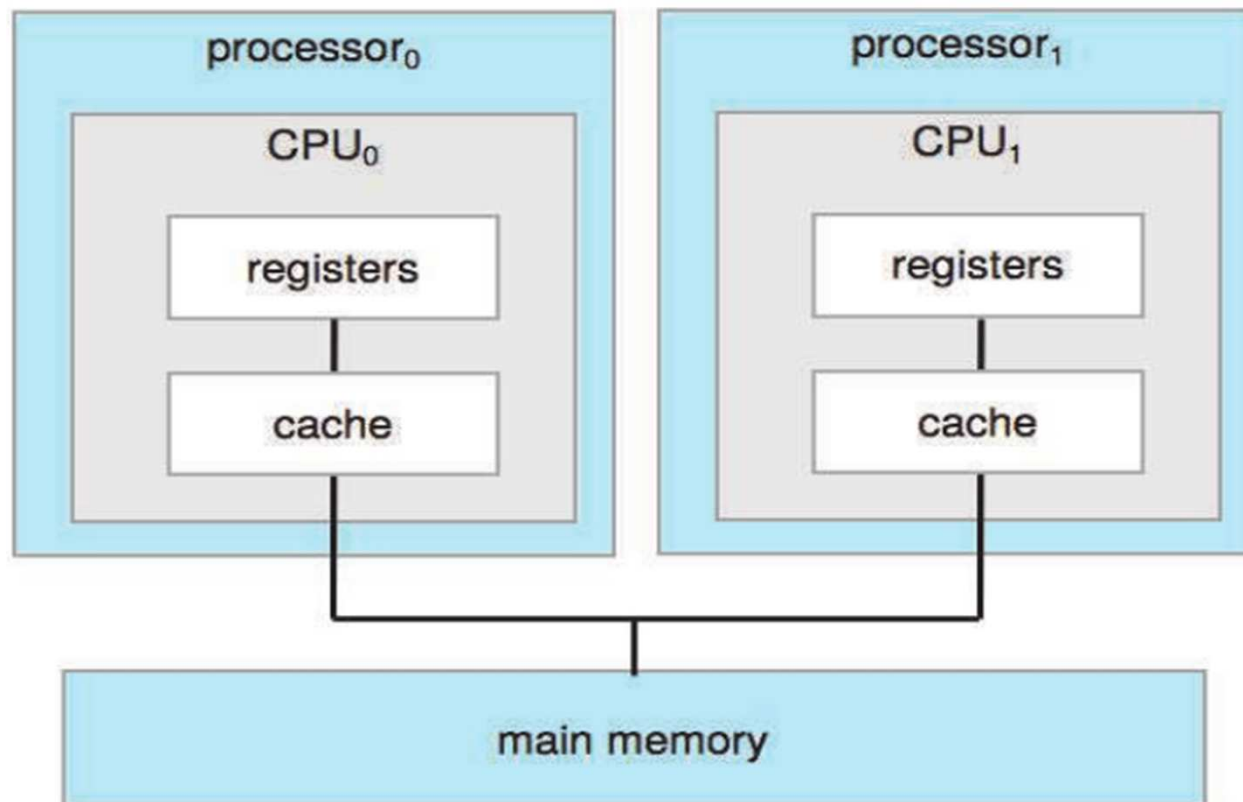 processor₀
CPU₀
registers
cache
processor₁
CPU₁
registers
cache
main memory